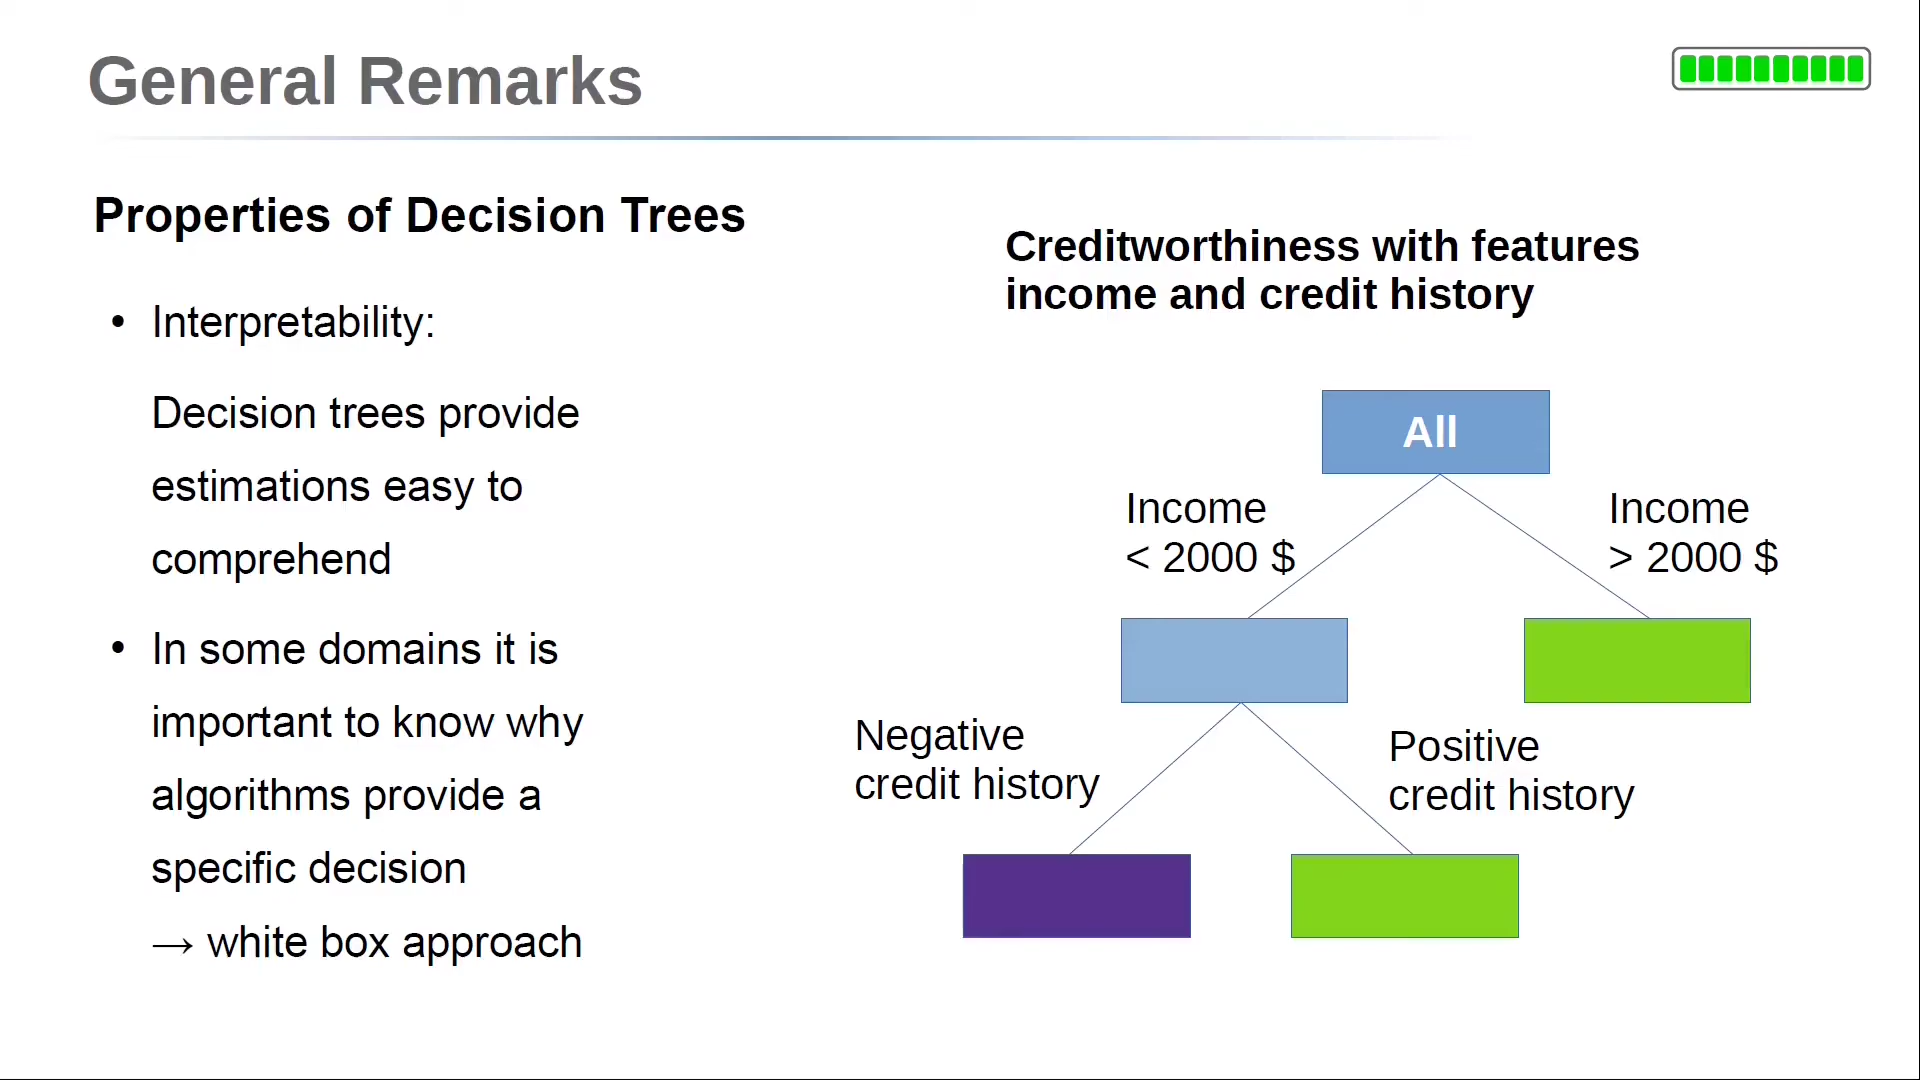 General Remarks
Properties of Decision Trees
• Interpretability:
Decision trees provide
estimations easy to
comprehend
• In some domains it is
important to know why
algorithms provide a
specific decision
→ white box approach
Creditworthiness with features
income and credit history
All
Income
< 2000 $
Income
> 2000 $
Negative
credit history
Positive
credit history